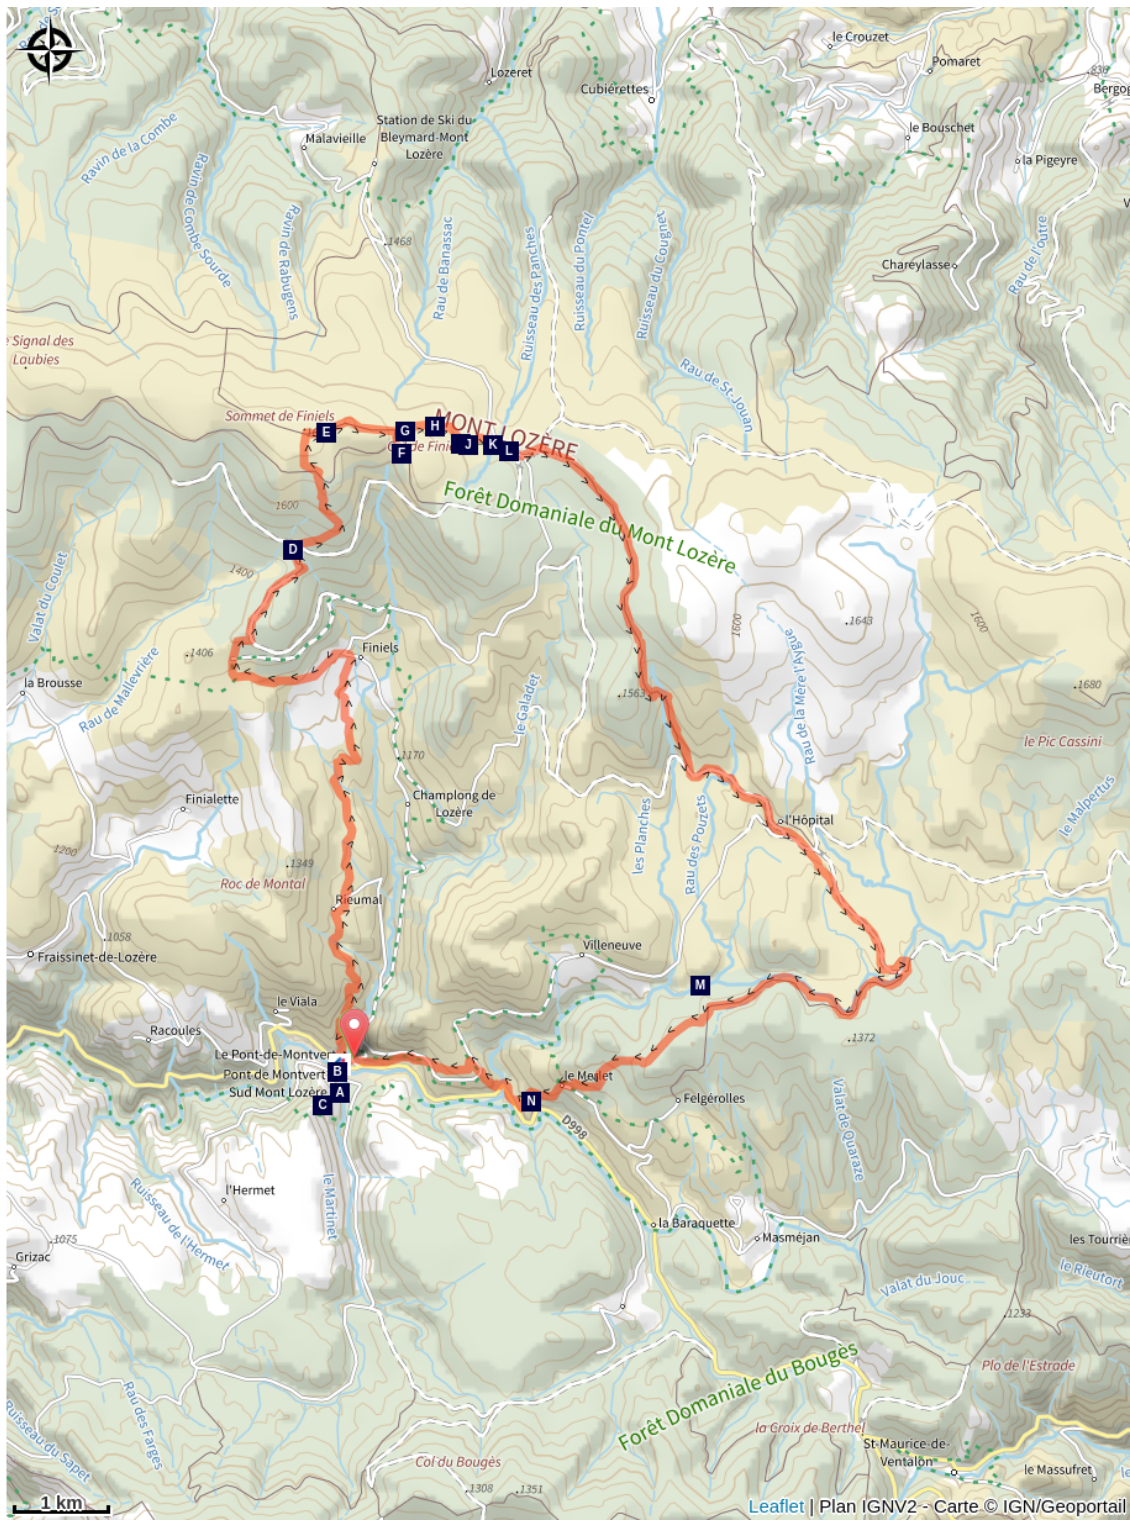 le Crouzet
Lozeret
Pomaret
Cubiérettes
836
Bergog
Ravin de la Combe
Station de Ski du
Bleymard-Mont
Lozère
Malavieille
le Bouschet
la Pigeyre
Ravin de Combe Sourde
Ravin de Rabugens
Rau de Banassac
Ruisseau des Panches
Ruisseau du Pontel
Ruisseau du Cougnet
Rau de l'outre
1468
Chareylasse
Signal des
Laubies
Rau de St-Jouan
Sommet de Finiels
MONT LOZÈRE
E
G
H
F
J
K
L
Forêt Domaniale du Mont Lozère
1600
D
1400
Valat du Coulet
1600
1643
1600
Finiels
1406
la Brousse
Rau de Mallevrière
le Galadet
1563
Rau de la Mère l'Aygue
1680
le Pic Cassini
1170
Finialette
Champlong de
Lozère
les Planches
Rau des Pouzets
l'Hôpital
le Malpertus
1200
1349
Roc de Montal
Rieumal
1058
Fraissinet-de-Lozère
Villeneuve
M
le Viala
Racoules
1372
Le Pont-de-Montvert
Pont de Montvert
B
Sud Mont Lozère
A
C
le Merlet
N
D998
Felgérolles
Valat de Quaraze
l'Hermet
le Martinet
Ruisseau de l'Hermet
la Baraquette
Masméjan
1075
Grizac
les Tourriè
le Rieutort
Valat du Jouc
1233
Forêt Domaniale du Bougès
Plo de l'Estrade
Rau des Farges
Ruisseau du Sapet
la Croix de Berthel
St-Maurice-de-
Ventalon
Col du Bougès
le Massufret
1308
1351
1 km
Leaflet | Plan IGNV2 - Carte © IGN/Geoportail